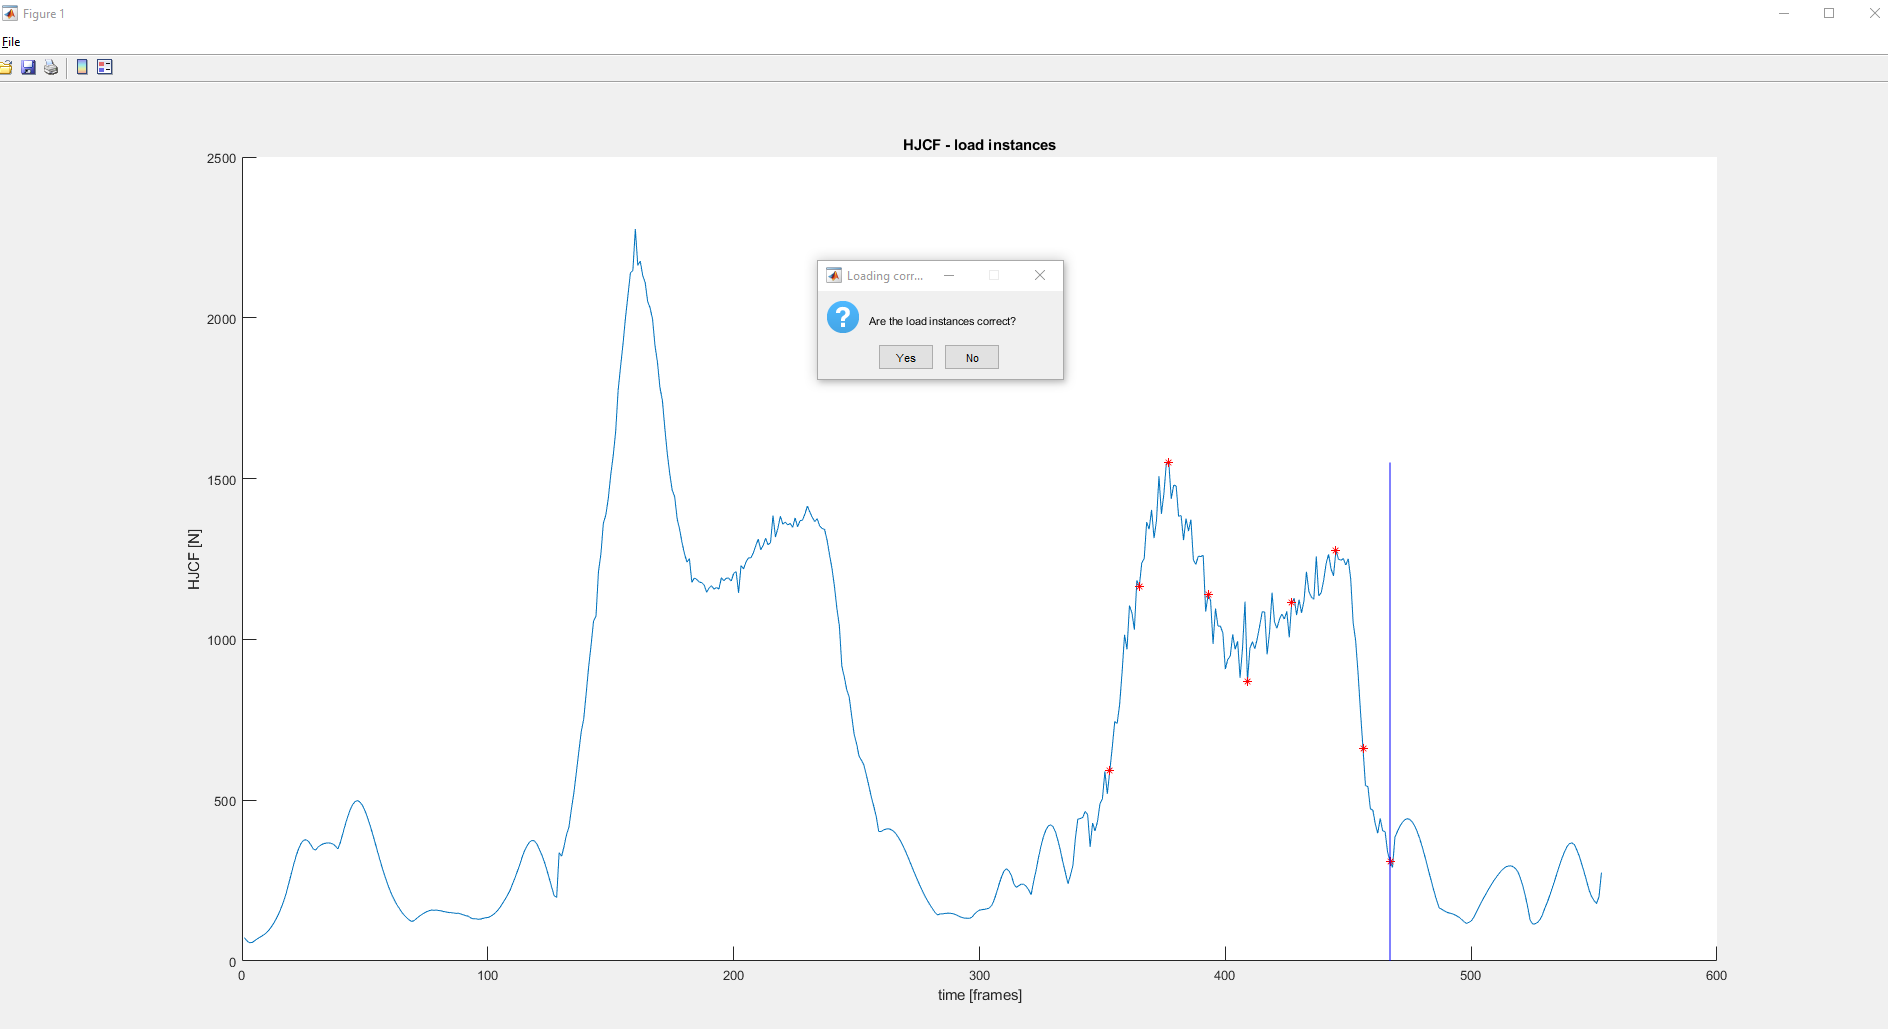 Figure 1
File
HJCF - load instances
2500
2000
1500
1000
500
0
HJCF [N]
Loading corr...
Are the load instances correct?
Yes No
0 100 200 300 400 500 600
time [frames]